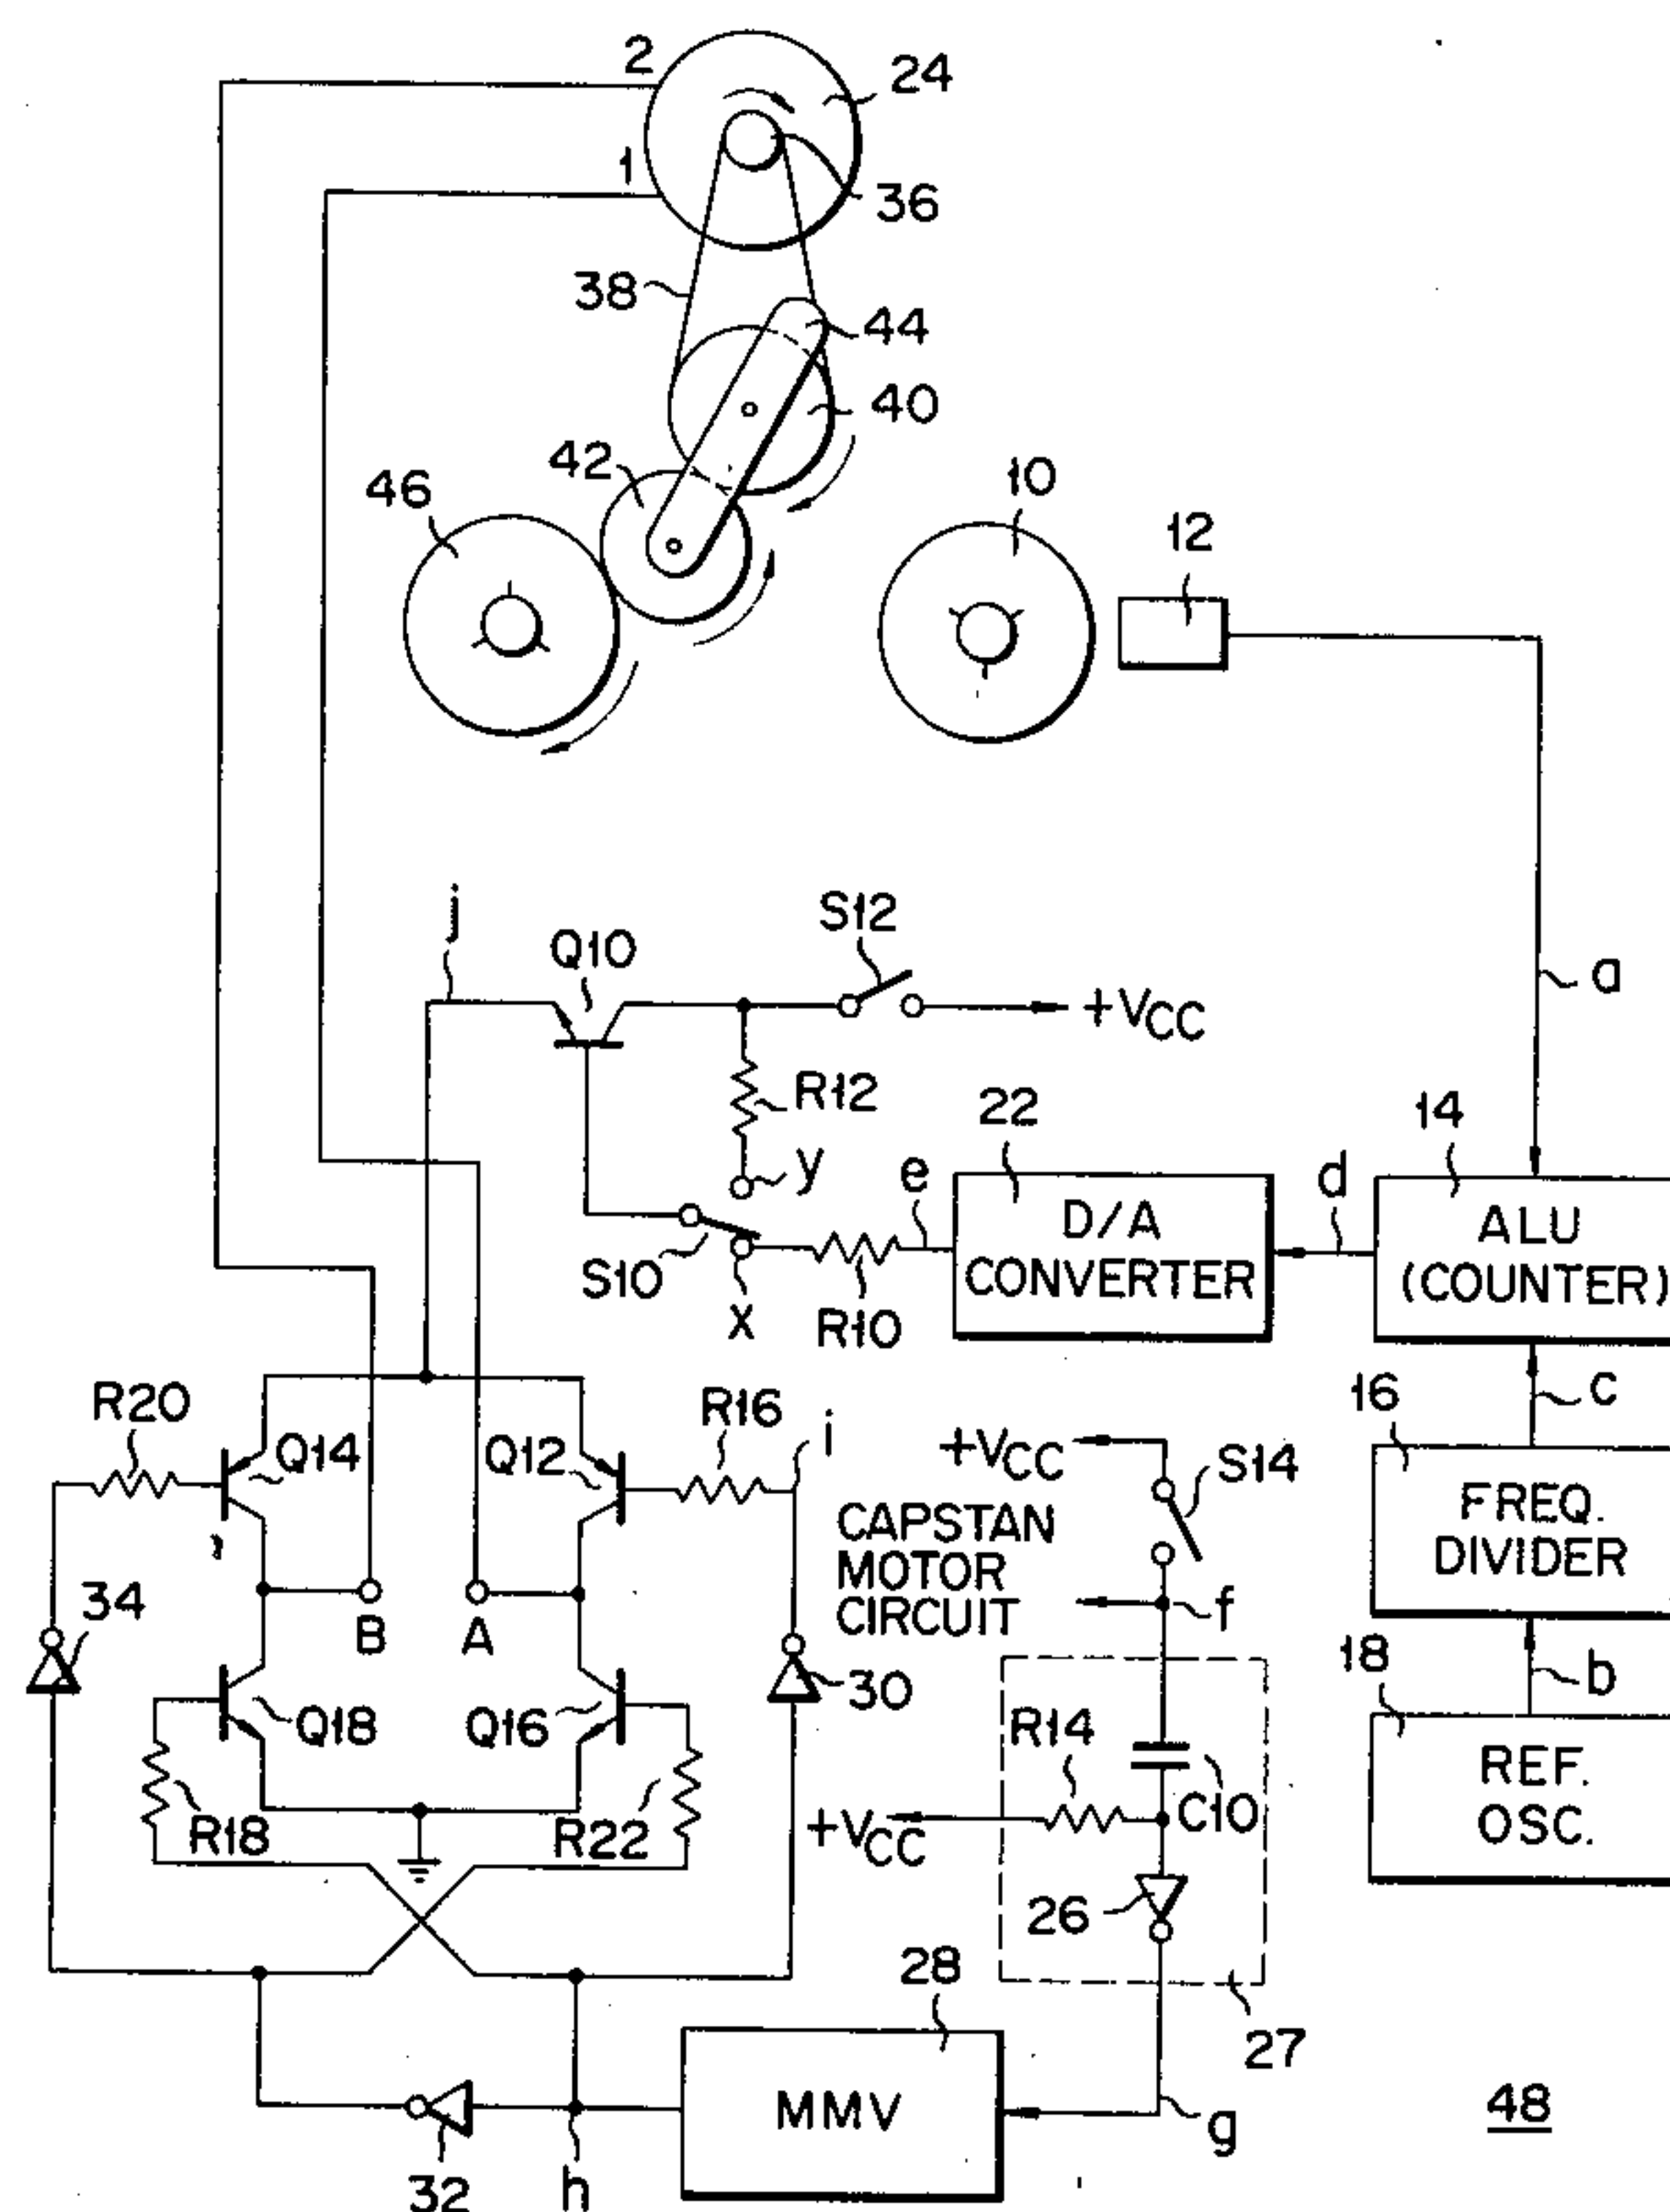 2
24
1
36
38
44
40
42
46
10
12
a
j
Q10
S12
+VCC
R12
22
14
y
e
d
D/A
CONVERTER
ALU
(COUNTER)
S10
x
R10
R20
Q14
Q12
R16
i
+VCC
S14
16
c
FREQ.
DIVIDER
CAPSTAN
MOTOR
CIRCUIT
f
34
B
A
30
18
b
Q18
Q16
R14
R18
R22
+VCC
C10
REF.
OSC.
26
28
27
MMV
g
48
32
h